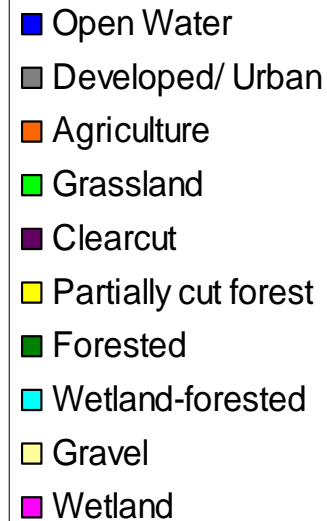 Open Water
Developed/ Urban
Agriculture
Grassland
Clearcut
Partially cut forest
Forested
Wetland-forested
Gravel
Wetland